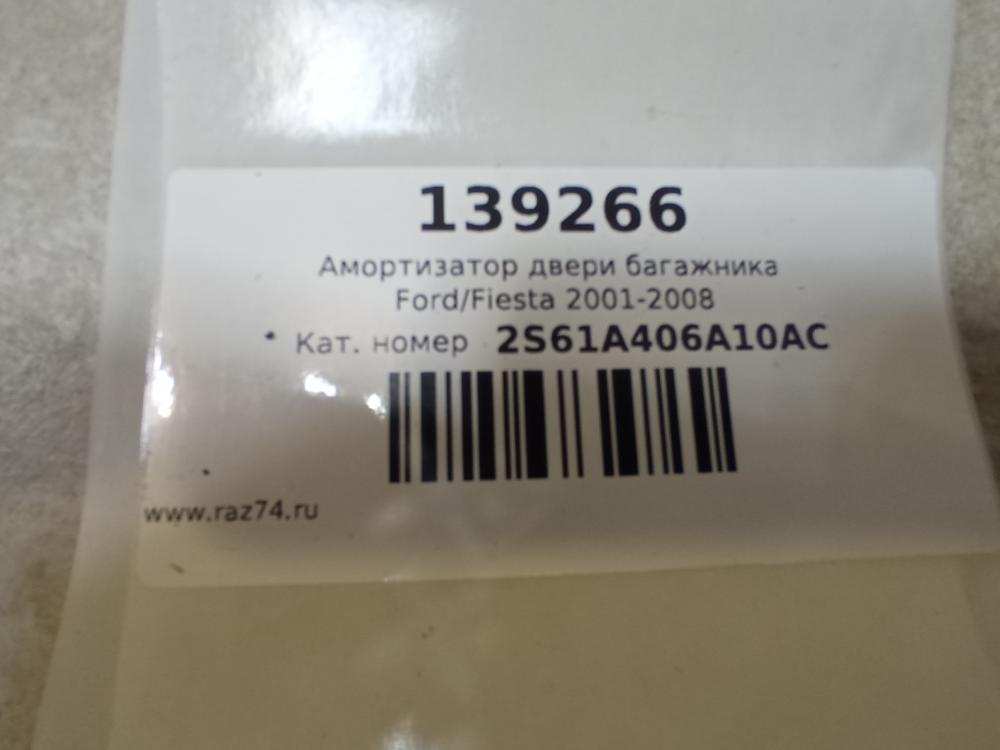 139266
Амортизатор двери багажника
Ford/Fiesta 2001-2008
Кат. номер 2S61A406A10AC
www.raz74.ru